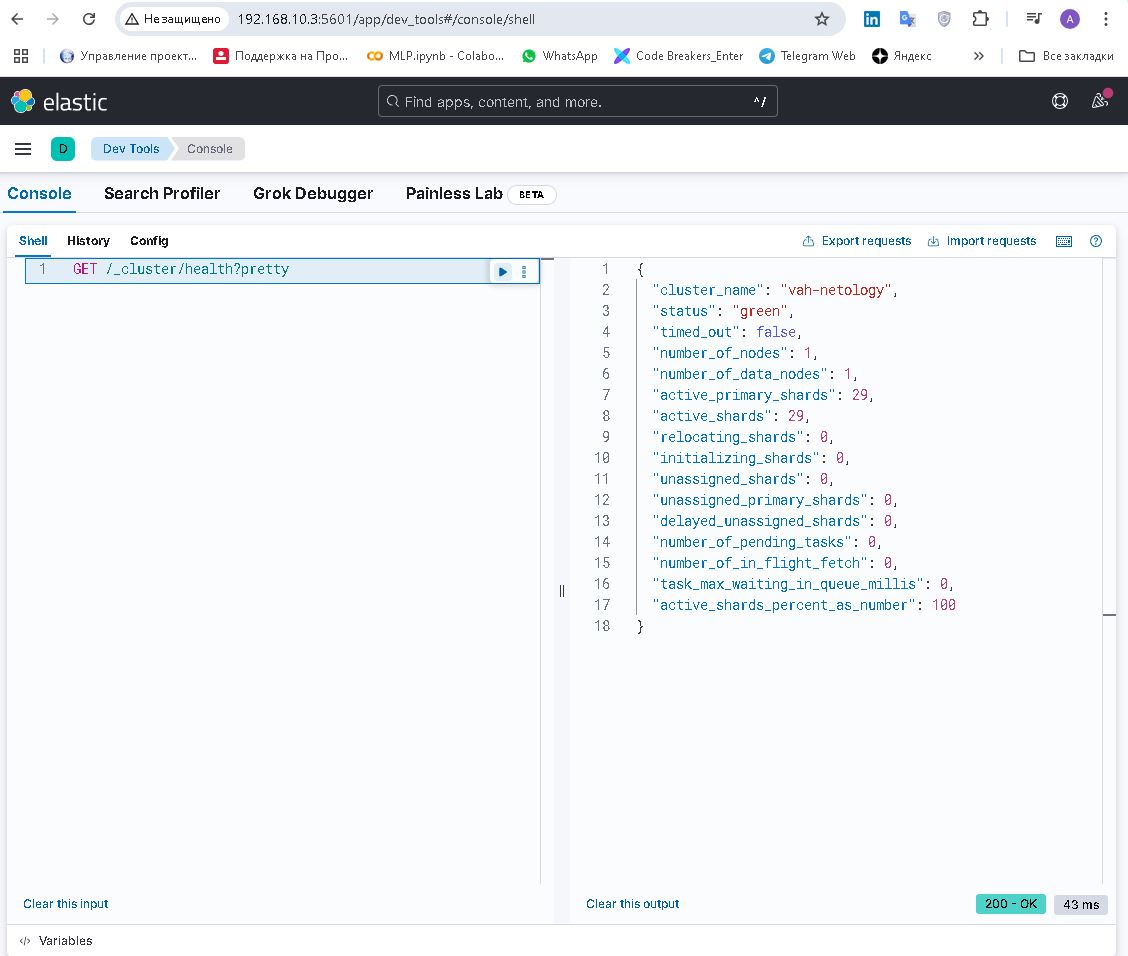 Не защищено 192.168.10.3:5601/app/dev_tools#/console/shell
Управление проект... Поддержка на Про... MLP.ipynb - Colabo... WhatsApp Code Breakers_Enter Telegram Web Яндекс » Все закладки
elastic Find apps, content, and more. ^/
D Dev Tools Console
Console Search Profiler Grok Debugger Painless Lab BETA
Shell History Config Export requests Import requests
1 GET /_cluster/health?pretty
1 {
2 "cluster_name": "vah-netology",
3 "status": "green",
4 "timed_out": false,
5 "number_of_nodes": 1,
6 "number_of_data_nodes": 1,
7 "active_primary_shards": 29,
8 "active_shards": 29,
9 "relocating_shards": 0,
10 "initializing_shards": 0,
11 "unassigned_shards": 0,
12 "unassigned_primary_shards": 0,
13 "delayed_unassigned_shards": 0,
14 "number_of_pending_tasks": 0,
15 "number_of_in_flight_fetch": 0,
16 "task_max_waiting_in_queue_millis": 0,
17 "active_shards_percent_as_number": 100
18 }
Clear this input Clear this output 200 - OK 43 ms
</> Variables